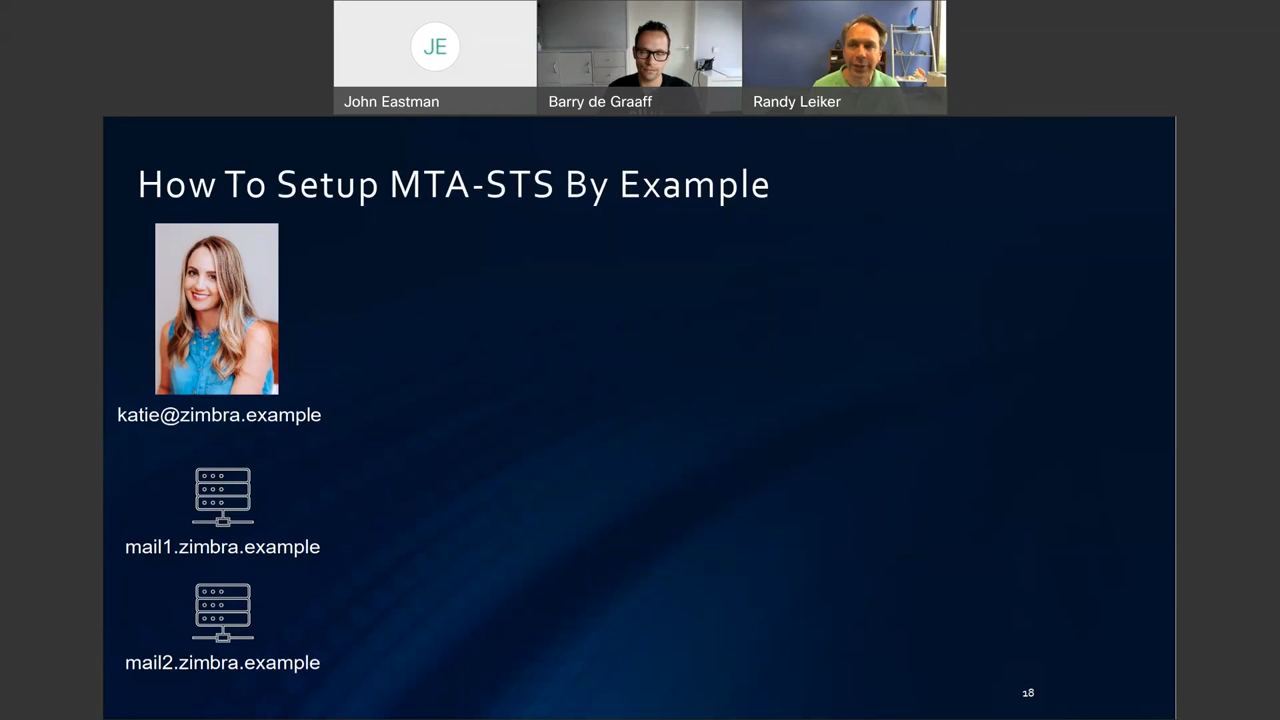 JE
John Eastman
Barry de Graaff
Randy Leiker
How To Setup MTA-STS By Example
katie@zimbra.example
mail1.zimbra.example
mail2.zimbra.example
18